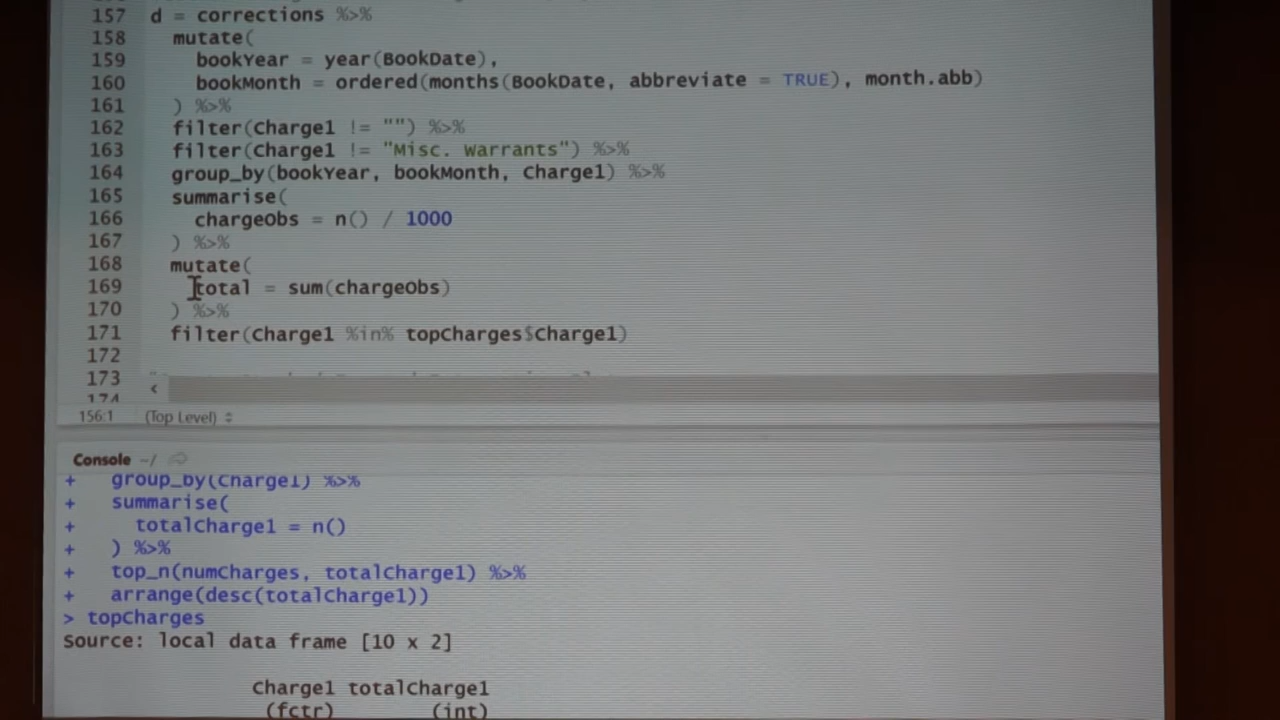 157 d = corrections %>%
158 mutate(
159 bookYear = year(BookDate),
160 bookMonth = ordered(months(BookDate, abbreviate = TRUE), month.abb)
161 ) %>%
162 filter(Charge1 != "") %>%
163 filter(Charge1 != "Misc. Warrants") %>%
164 group_by(bookYear, bookMonth, Charge1) %>%
165 summarise(
166 chargeObs = n() / 1000
167 ) %>%
168 mutate(
169 total = sum(chargeObs)
170 ) %>%
171 filter(Charge1 %in% topCharges$Charge1)
172
173
174
156:1 (Top Level)
Console ~/
+ group_by(Charge1) %>%
+ summarise(
+ totalCharge1 = n()
+ ) %>%
+ top_n(numCharges, totalCharge1) %>%
+ arrange(desc(totalCharge1))
> topCharges
Source: local data frame [10 x 2]
Charge1 totalCharge1
(fctr) (int)